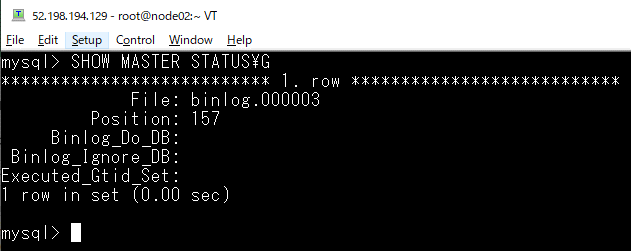 52.198.194.129 - root@node02:~ VT
File Edit Setup Control Window Help
mysql> SHOW MASTER STATUS¥G
*************************** 1. row ***************************
File: binlog.000003
Position: 157
Binlog_Do_DB:
Binlog_Ignore_DB:
Executed_Gtid_Set:
1 row in set (0.00 sec)
mysql>